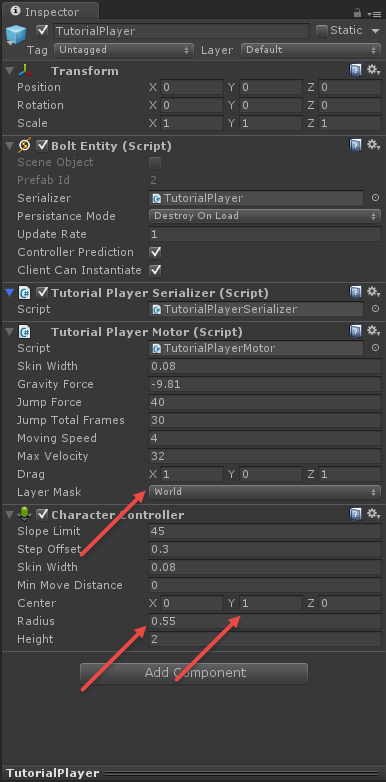 Inspector
TutorialPlayer Static
Tag Untagged Layer Default
Transform
Position X 0 Y 0 Z 0
Rotation X 0 Y 0 Z 0
Scale X 1 Y 1 Z 1
Bolt Entity (Script)
Scene Object
Prefab Id 2
Serializer TutorialPlayer
Persistance Mode Destroy On Load
Update Rate 1
Controller Prediction
Client Can Instantiate
Tutorial Player Serializer (Script)
Script TutorialPlayerSerializer
Tutorial Player Motor (Script)
Script TutorialPlayerMotor
Skin Width 0.08
Gravity Force -9.81
Jump Force 40
Jump Total Frames 30
Moving Speed 4
Max Velocity 32
Drag X 1 Y 0 Z 1
Layer Mask World
Character Controller
Slope Limit 45
Step Offset 0.3
Skin Width 0.08
Min Move Distance 0
Center X 0 Y 1 Z 0
Radius 0.55
Height 2
Add Component
TutorialPlayer